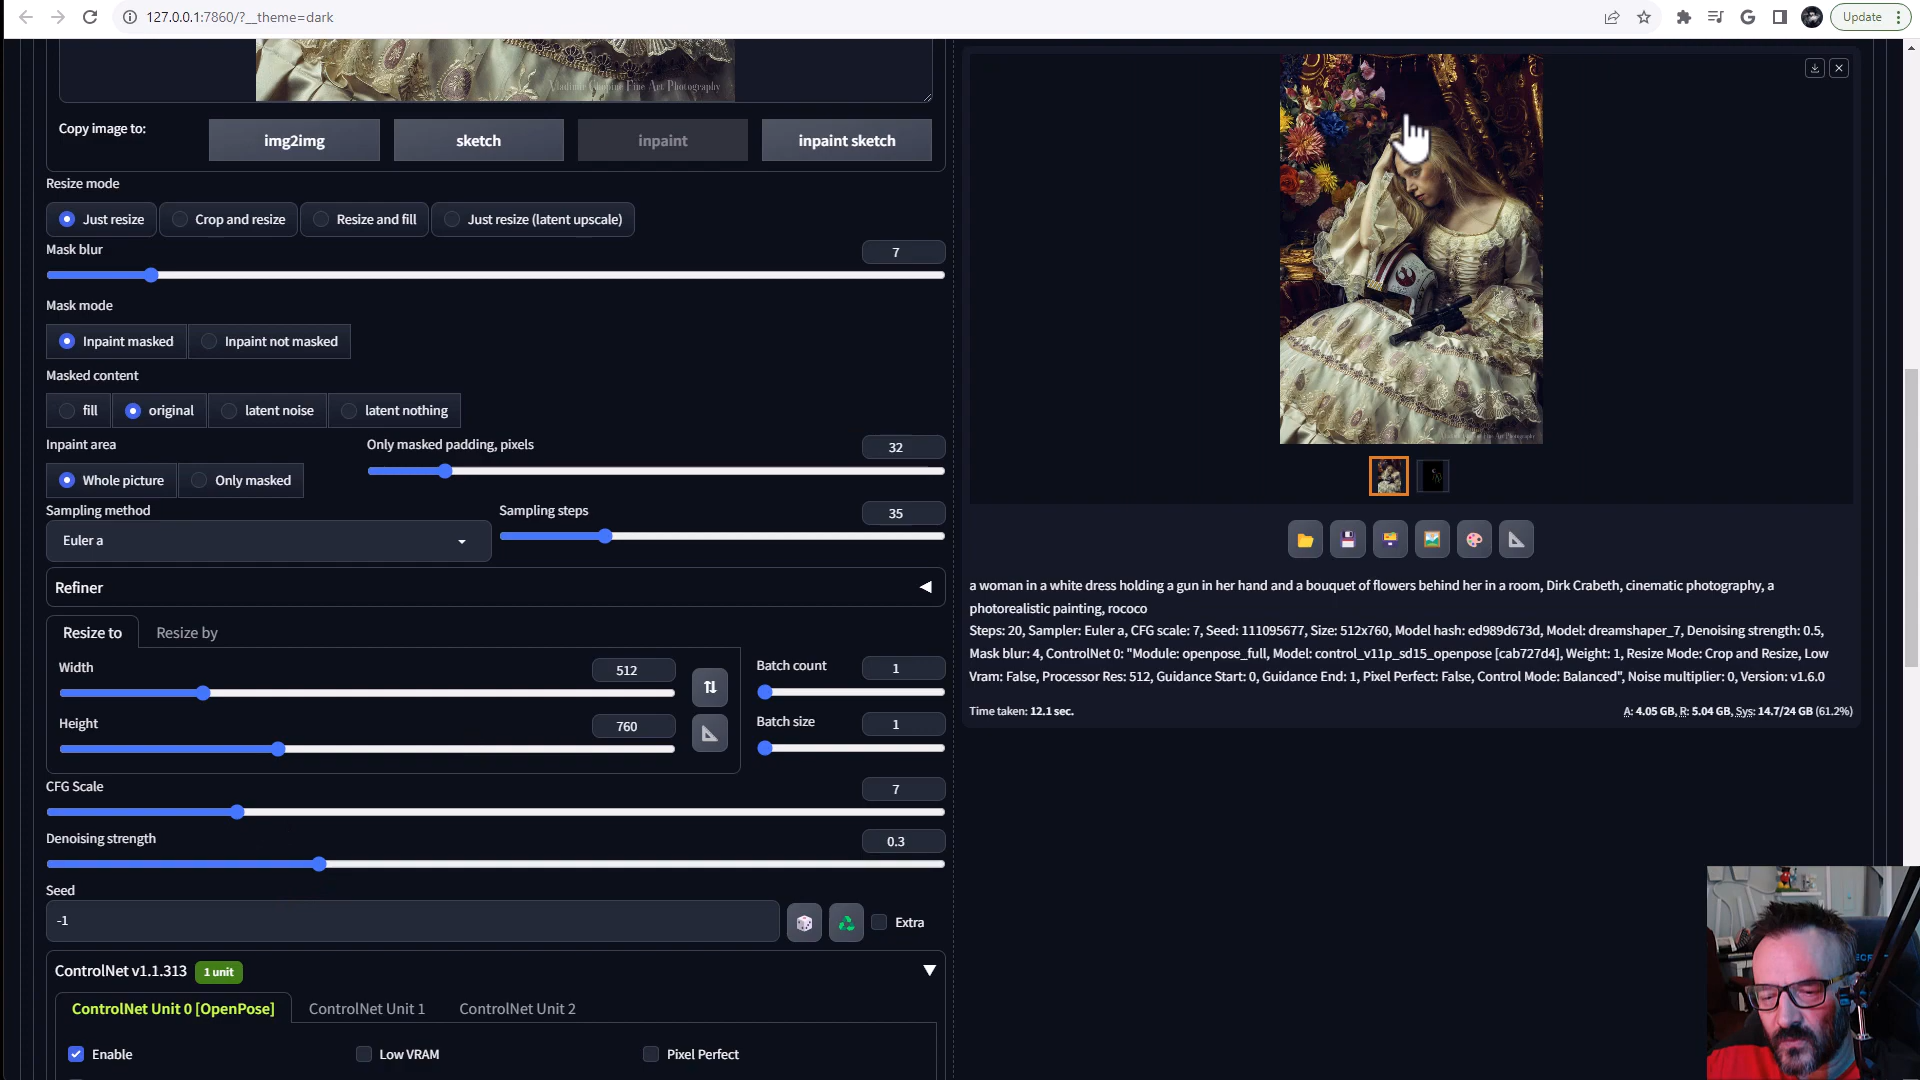 127.0.0.1:7860/?__theme=dark
Update
Vladimir Chopine Fine Art Photography
Copy image to:
img2img
sketch
inpaint
inpaint sketch
Resize mode
Just resize
Crop and resize
Resize and fill
Just resize (latent upscale)
Mask blur
7
Mask mode
Inpaint masked
Inpaint not masked
Masked content
fill
original
latent noise
latent nothing
Inpaint area
Only masked padding, pixels
32
Whole picture
Only masked
Sampling method
Sampling steps
35
Euler a
Refiner
Resize to
Resize by
Width
512
Batch count
1
Height
760
Batch size
1
CFG Scale
7
Denoising strength
0.3
Seed
-1
Extra
ControlNet v1.1.313
1 unit
ControlNet Unit 0 [OpenPose]
ControlNet Unit 1
ControlNet Unit 2
Enable
Low VRAM
Pixel Perfect
a woman in a white dress holding a gun in her hand and a bouquet of flowers behind her in a room, Dirk Crabeth, cinematic photography, a
photorealistic painting, rococo
Steps: 20, Sampler: Euler a, CFG scale: 7, Seed: 111095677, Size: 512x760, Model hash: ed989d673d, Model: dreamshaper_7, Denoising strength: 0.5,
Mask blur: 4, ControlNet 0: "Module: openpose_full, Model: control_v11p_sd15_openpose [cab727d4], Weight: 1, Resize Mode: Crop and Resize, Low
Vram: False, Processor Res: 512, Guidance Start: 0, Guidance End: 1, Pixel Perfect: False, Control Mode: Balanced", Noise multiplier: 0, Version: v1.6.0
Time taken: 12.1 sec.
A: 4.05 GB, R: 5.04 GB, Sys: 14.7/24 GB (61.2%)